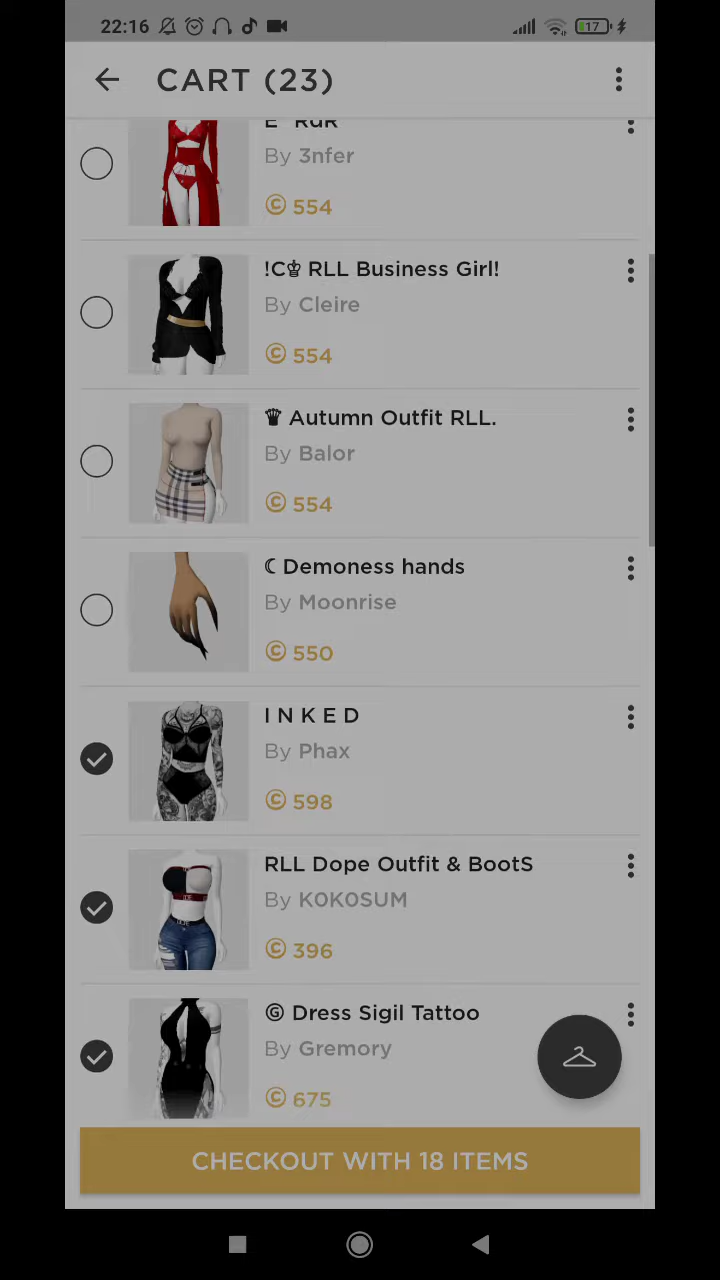 22:16
17
CART (23)
By 3nfer
© 554
!C♔ RLL Business Girl!
By Cleire
© 554
♛ Autumn Outfit RLL.
By Balor
© 554
☾ Demoness hands
By Moonrise
© 550
I N K E D
By Phax
© 598
RLL Dope Outfit & BootS
By K0K0SUM
© 396
Ⓖ Dress Sigil Tattoo
By Gremory
© 675
CHECKOUT WITH 18 ITEMS